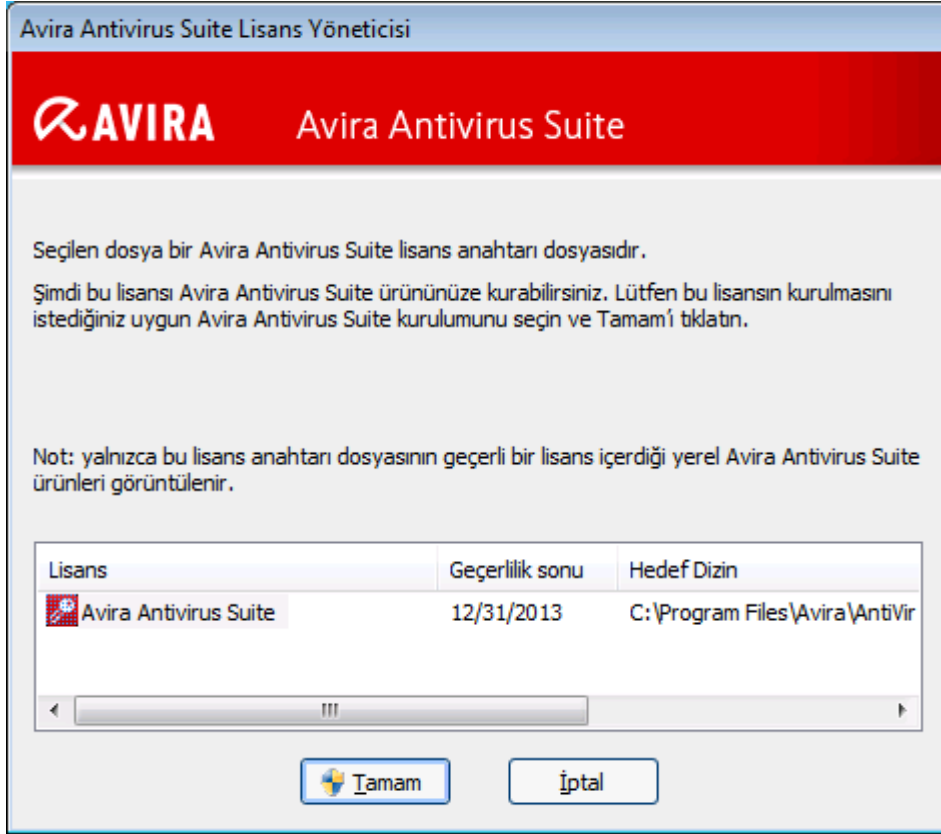 Avira Antivirus Suite Lisans Yöneticisi
AVIRA Avira Antivirus Suite
Seçilen dosya bir Avira Antivirus Suite lisans anahtarı dosyasıdır.
Şimdi bu lisansı Avira Antivirus Suite ürününüze kurabilirsiniz. Lütfen bu lisansın kurulmasını
istediğiniz uygun Avira Antivirus Suite kurulumunu seçin ve Tamam'ı tıklatın.
Not: yalnızca bu lisans anahtarı dosyasının geçerli bir lisans içerdiği yerel Avira Antivirus Suite
ürünleri görüntülenir.
Lisans Geçerlilik sonu Hedef Dizin
Avira Antivirus Suite 12/31/2013 C:\Program Files\Avira\AntiVir
Tamam İptal